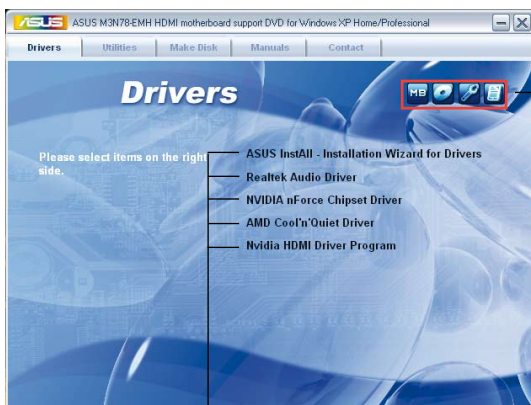 ASUS ASUS M3N78-EMH HDMI motherboard support DVD for Windows XP Home/Professional
Drivers Utilities Make Disk Manuals Contact
Drivers
MB
Please select items on the right side.
ASUS InstAll - Installation Wizard for Drivers
Realtek Audio Driver
NVIDIA nForce Chipset Driver
AMD Cool'n'Quiet Driver
Nvidia HDMI Driver Program